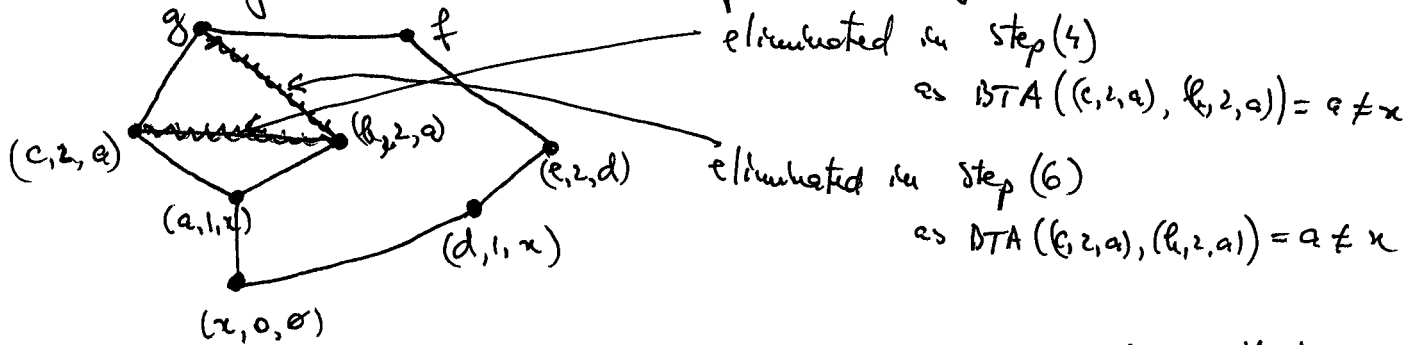 g
f
eliminated in step (4)
as BTA((c,2,a), (h,2,a)) = a ≠ x
(c,2,a)
(h,2,a)
(e,2,d)
eliminated in step (6)
as BTA((c,2,a), (h,2,a)) = a ≠ x
(a,1,x)
(d,1,x)
(x,0,ø)